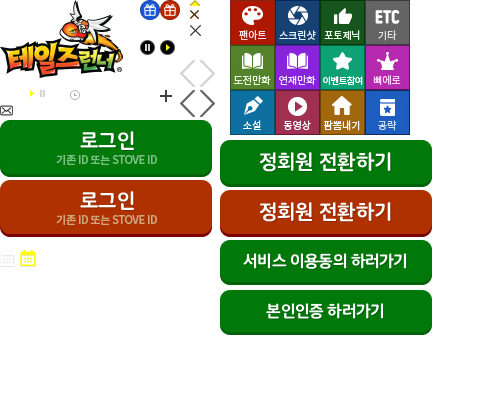 테일즈런너
팬아트
스크린샷
포토제닉
ETC
기타
도전만화
연재만화
이벤트참여
삐에로
소설
동영상
팜뽐내기
공략
로그인
기존 ID 또는 STOVE ID
로그인
기존 ID 또는 STOVE ID
정회원 전환하기
정회원 전환하기
서비스 이용동의 하러가기
본인인증 하러가기